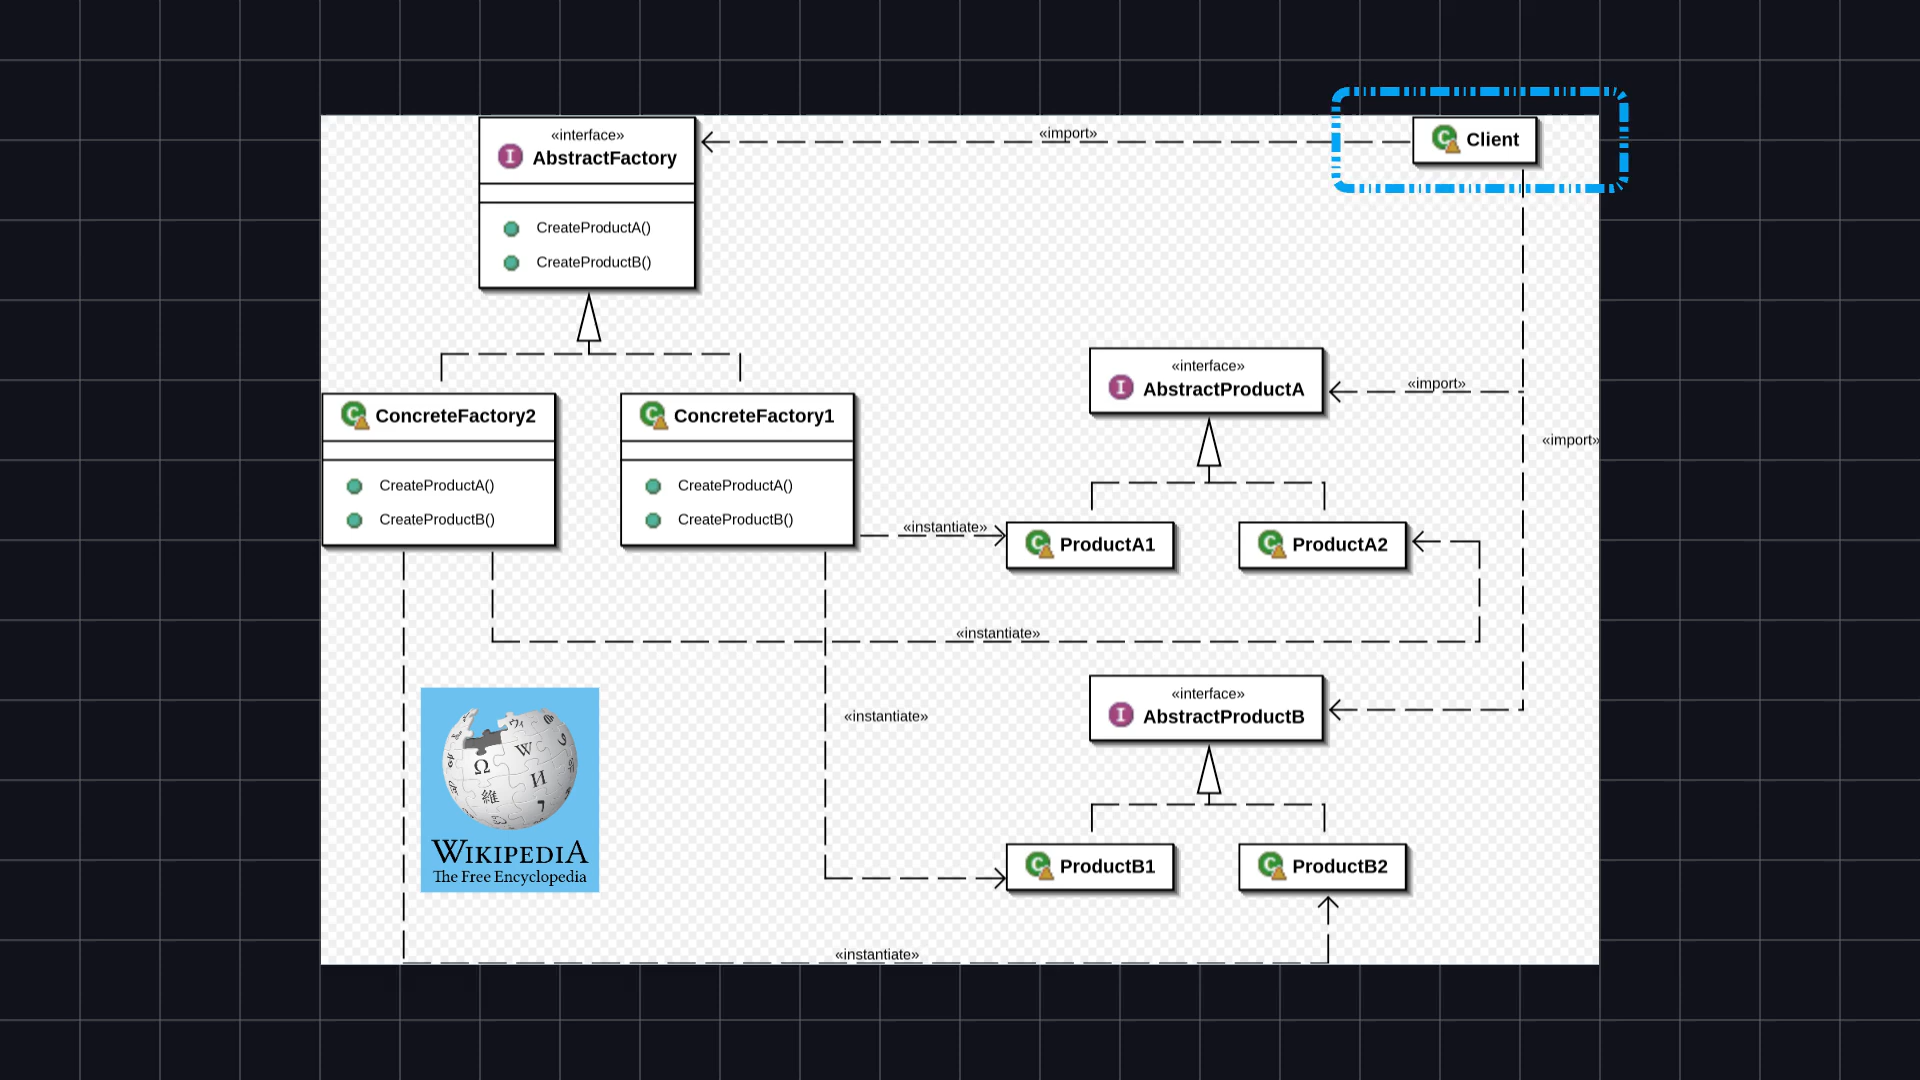 «interface»
AbstractFactory
CreateProductA()
CreateProductB()
«import»
Client
ConcreteFactory2
CreateProductA()
CreateProductB()
ConcreteFactory1
CreateProductA()
CreateProductB()
«interface»
AbstractProductA
«import»
«import»
«instantiate»
ProductA1
ProductA2
«instantiate»
«interface»
AbstractProductB
«instantiate»
Ω
W
И
維
WIKIPEDIA
The Free Encyclopedia
ProductB1
ProductB2
«instantiate»